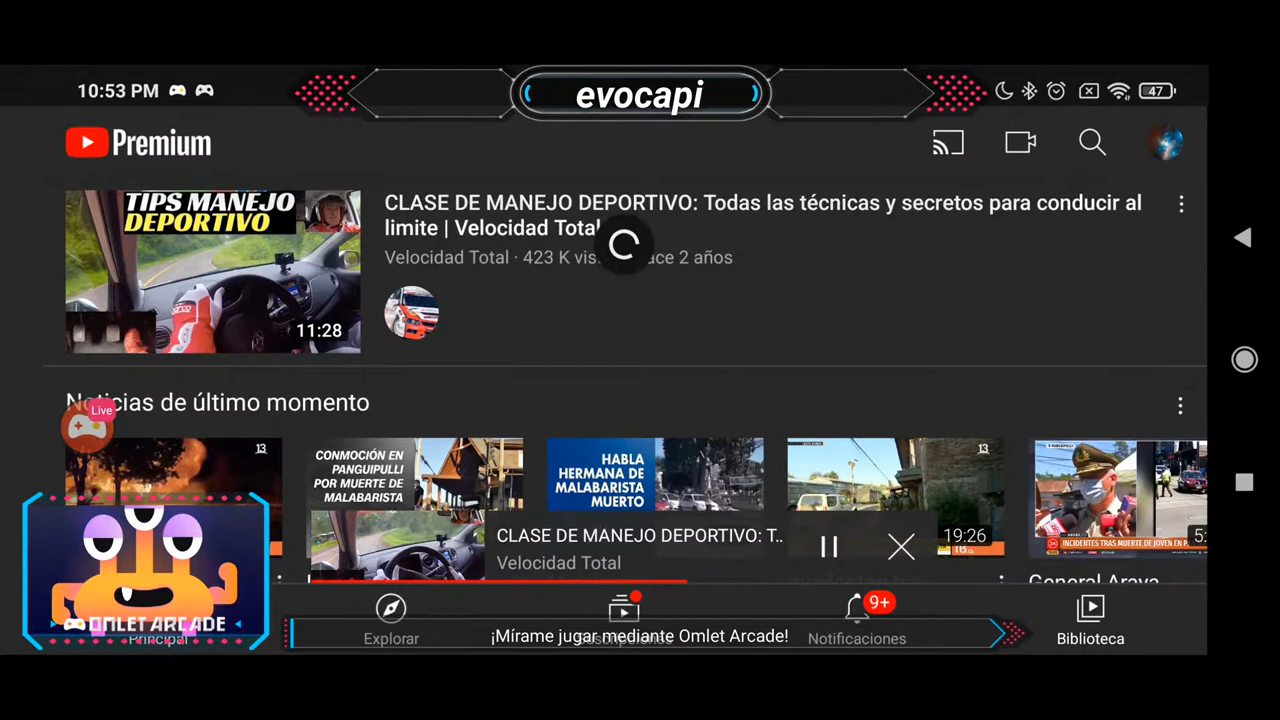 10:53 PM
evocapi
47
Premium
TIPS MANEJO
DEPORTIVO
11:28
CLASE DE MANEJO DEPORTIVO: Todas las técnicas y secretos para conducir al
limite | Velocidad Total
Velocidad Total · 423 K vis ace 2 años
Noticias de último momento
Live
13
CONMOCIÓN EN
PANGUIPULLI
POR MUERTE DE
MALABARISTA
HABLA
HERMANA DE
MALABARISTA
MUERTO
13
19:26
INCIDENTES TRAS MUERTE DE JOVEN EN P
5:
CLASE DE MANEJO DEPORTIVO: T..
Velocidad Total
General Araya
OMLET ARCADE
Principal
Explorar
¡Mírame jugar mediante Omlet Arcade!
9+
Notificaciones
Biblioteca